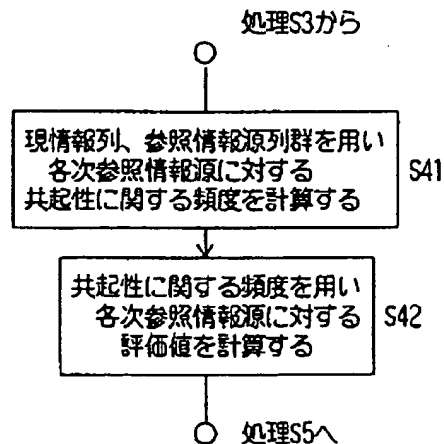 処理S3から
現情報列、参照情報源列群を用い
各次参照情報源に対する
共起性に関する頻度を計算する
S41
共起性に関する頻度を用い
各次参照情報源に対する
評価値を計算する
S42
処理S5へ